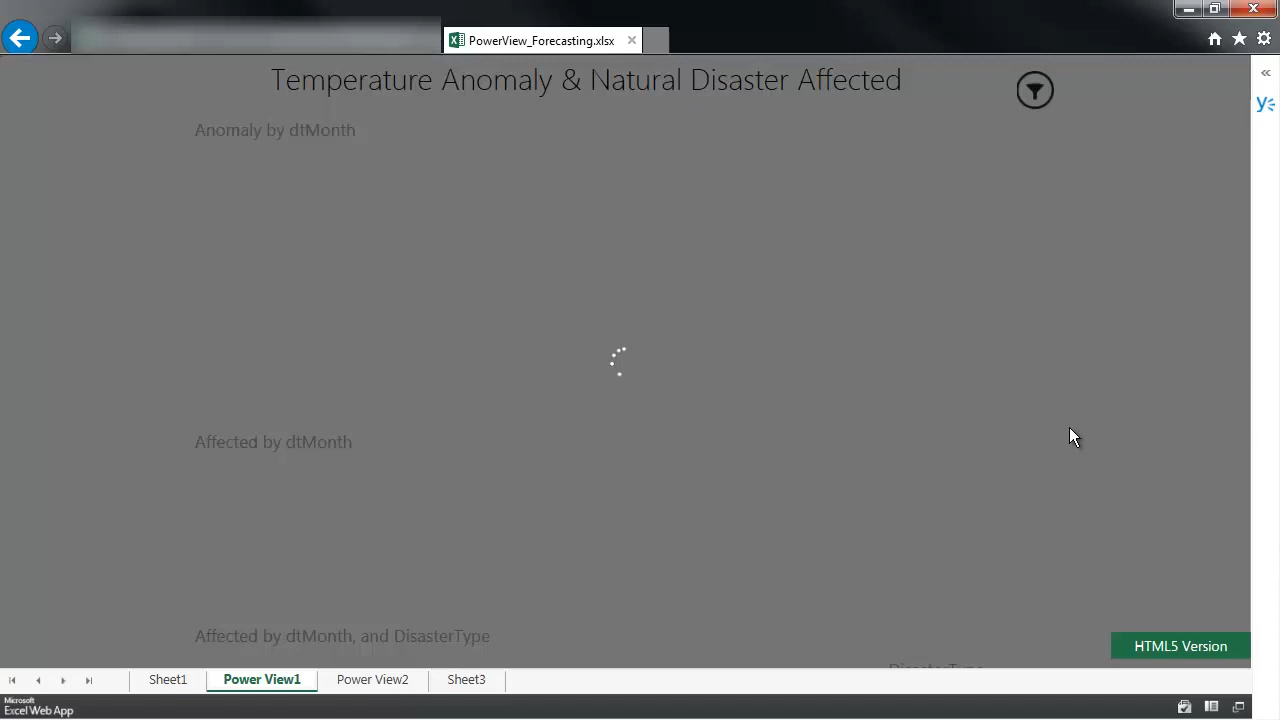 PowerView_Forecasting.xlsx
Temperature Anomaly & Natural Disaster Affected
Anomaly by dtMonth
Affected by dtMonth
Affected by dtMonth, and DisasterType
DisasterType
HTML5 Version
Sheet1
Power View1
Power View2
Sheet3
Microsoft
Excel Web App